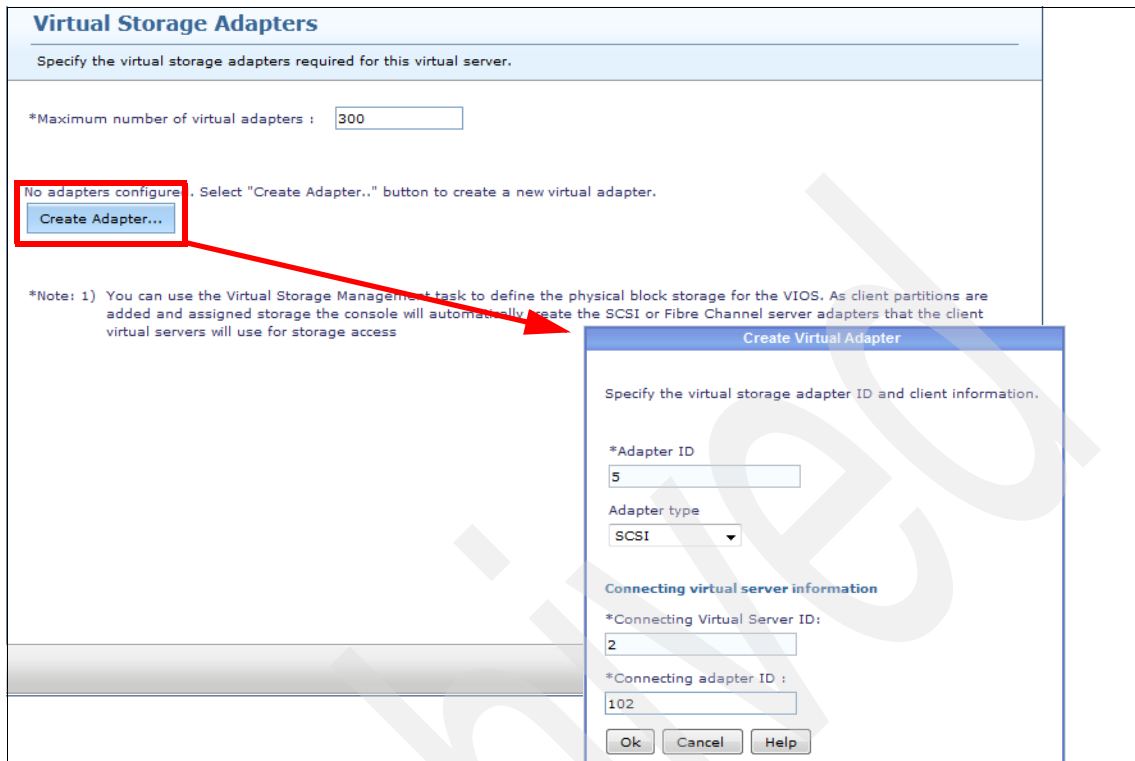 Virtual Storage Adapters
Specify the virtual storage adapters required for this virtual server.
*Maximum number of virtual adapters : 300
No adapters configured. Select "Create Adapter.." button to create a new virtual adapter.
Create Adapter...
*Note: 1) You can use the Virtual Storage Management task to define the physical block storage for the VIOS. As client partitions are
added and assigned storage the console will automatically create the SCSI or Fibre Channel server adapters that the client
virtual servers will use for storage access
Create Virtual Adapter
Specify the virtual storage adapter ID and client information.
*Adapter ID
5
Adapter type
SCSI
Connecting virtual server information
*Connecting Virtual Server ID:
2
*Connecting adapter ID :
102
Ok Cancel Help
hived